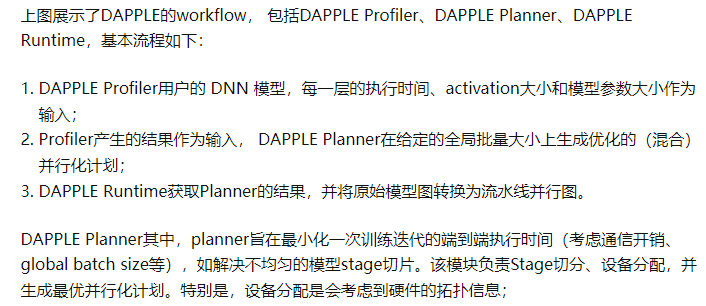 上图展示了DAPPLE的workflow， 包括DAPPLE Profiler、DAPPLE Planner、DAPPLE
Runtime，基本流程如下：
1. DAPPLE Profiler用户的 DNN 模型，每一层的执行时间、activation大小和模型参数大小作为
输入；
2. Profiler产生的结果作为输入， DAPPLE Planner在给定的全局批量大小上生成优化的（混合）
并行化计划；
3. DAPPLE Runtime获取Planner的结果，并将原始模型图转换为流水线并行图。
DAPPLE Planner其中，planner旨在最小化一次训练迭代的端到端执行时间（考虑通信开销、
global batch size等），如解决不均匀的模型stage切片。该模块负责Stage切分、设备分配，并
生成最优并行化计划。特别是，设备分配是会考虑到硬件的拓扑信息；